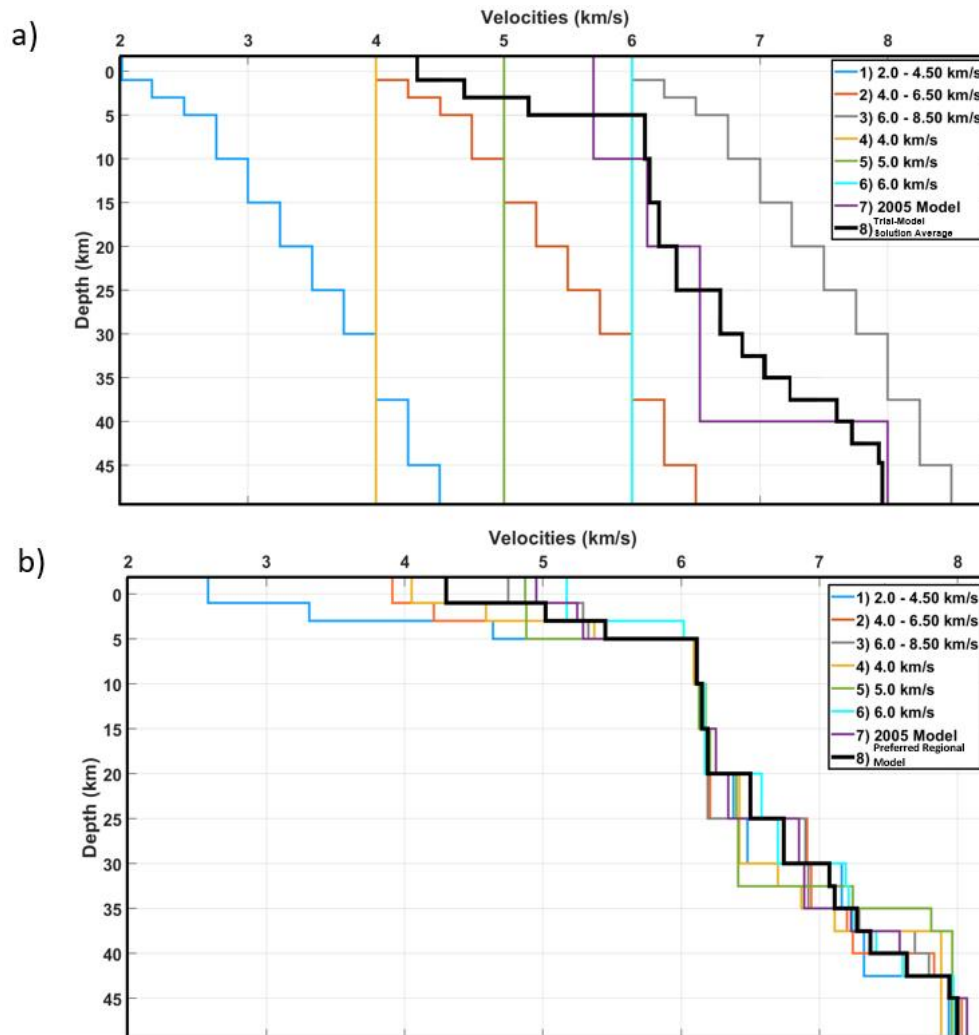 a)
Velocities (km/s)
2 3 4 5 6 7 8
0
5
10
15
20
25
30
35
40
45
Depth (km)
1) 2.0 - 4.50 km/s
2) 4.0 - 6.50 km/s
3) 6.0 - 8.50 km/s
4) 4.0 km/s
5) 5.0 km/s
6) 6.0 km/s
7) 2005 Model
8) Trial-Model
Solution Average
b)
Velocities (km/s)
2 3 4 5 6 7 8
0
5
10
15
20
25
30
35
40
45
Depth (km)
1) 2.0 - 4.50 km/s
2) 4.0 - 6.50 km/s
3) 6.0 - 8.50 km/s
4) 4.0 km/s
5) 5.0 km/s
6) 6.0 km/s
7) 2005 Model
8) Preferred Regional
Model